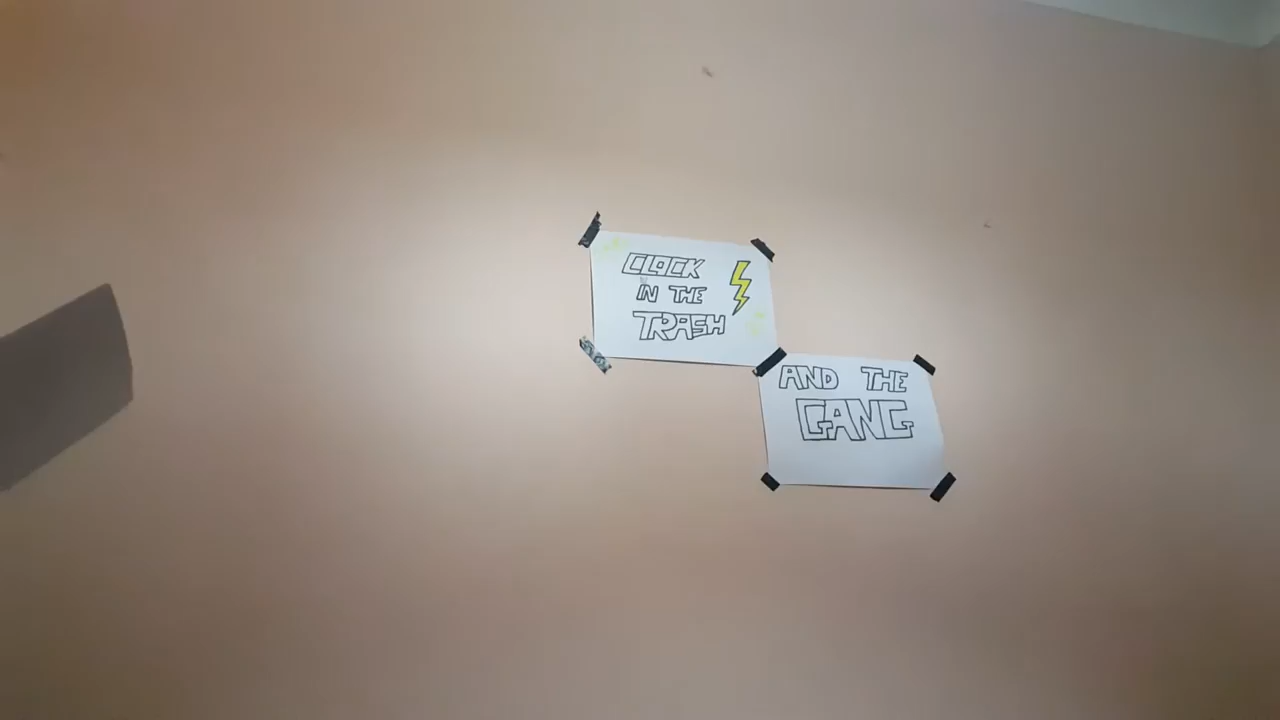 CLOCK
IN THE
TRASH
AND THE
GANG